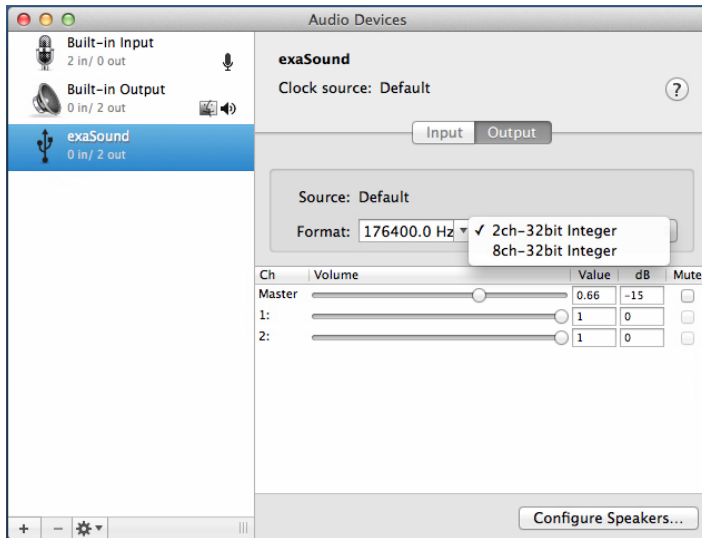 Audio Devices
Built-in Input
2 in/ 0 out
Built-in Output
0 in/ 2 out
exaSound
0 in/ 2 out
+ −
exaSound
Clock source: Default
?
Input Output
Source: Default
Format: 176400.0 Hz ✓ 2ch-32bit Integer
8ch-32bit Integer
Ch Volume Value dB Mute
Master 0.66 -15
1: 1 0
2: 1 0
Configure Speakers...